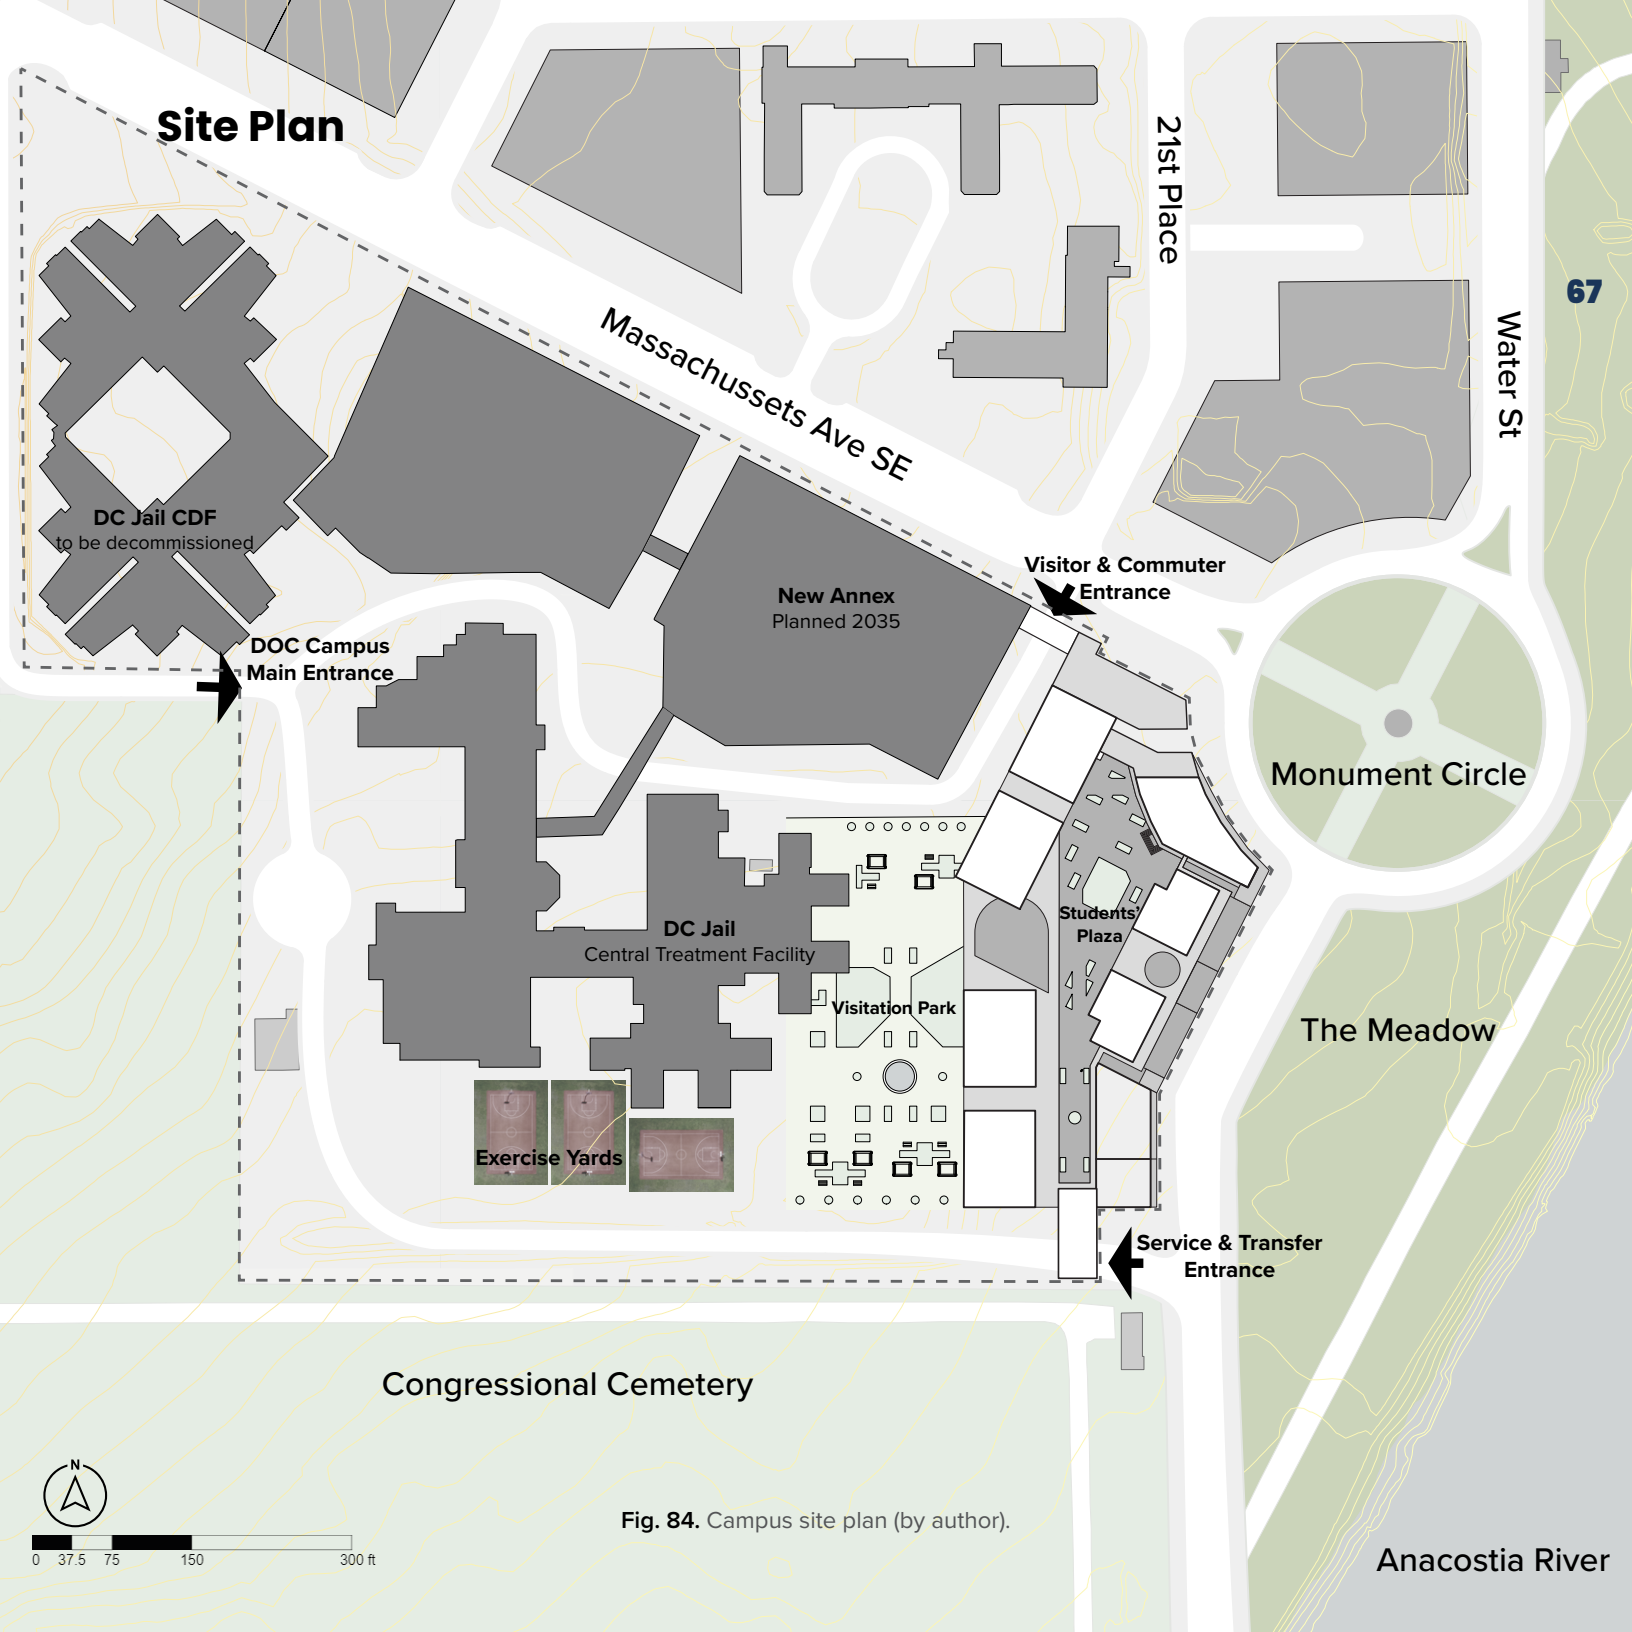 Site Plan
21st Place
67
Water St
Massachussets Ave SE
DC Jail CDF
to be decommissioned
Visitor & Commuter
Entrance
New Annex
Planned 2035
DOC Campus
Main Entrance
Monument Circle
Students'
Plaza
DC Jail
Central Treatment Facility
Visitation Park
The Meadow
Exercise Yards
Service & Transfer
Entrance
Congressional Cemetery
N
Fig. 84. Campus site plan (by author).
0 37.5 75 150 300 ft
Anacostia River